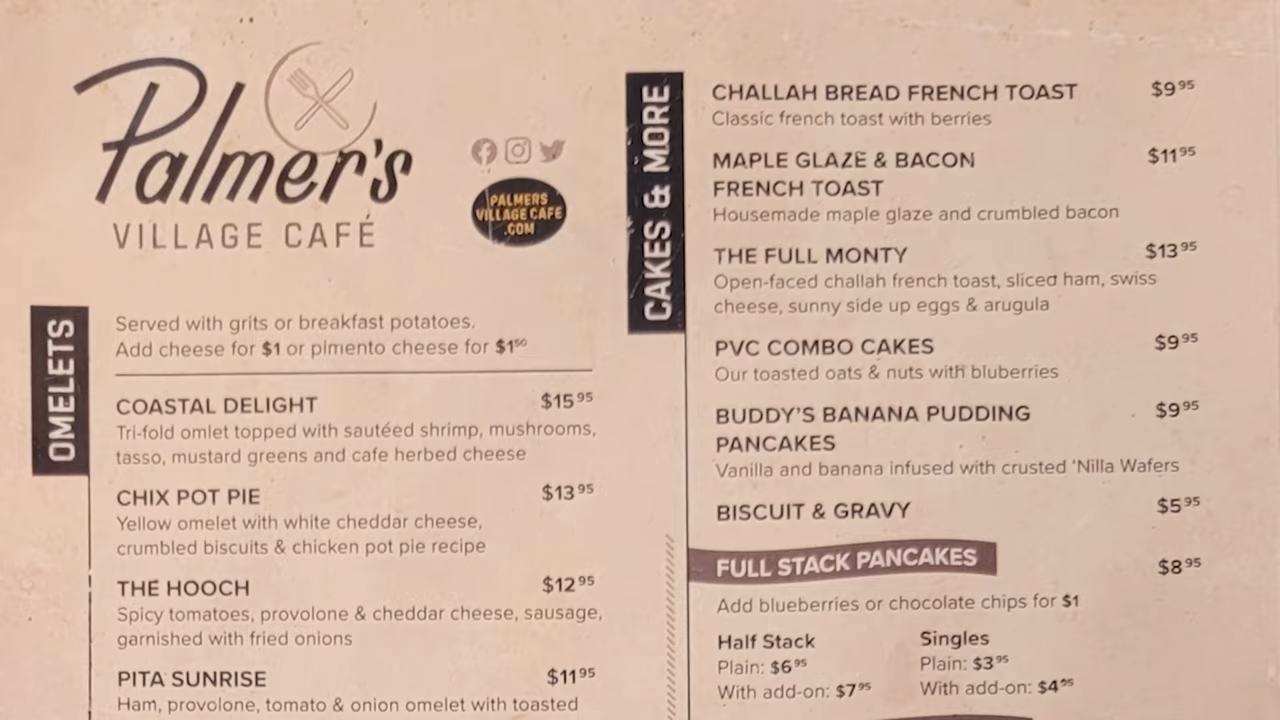 Palmer's
VILLAGE CAFÉ
PALMERS
VILLAGE CAFE
.COM
OMELETS
Served with grits or breakfast potatoes.
Add cheese for $1 or pimento cheese for $1⁵⁰
COASTAL DELIGHT $15⁹⁵
Tri-fold omlet topped with sautéed shrimp, mushrooms,
tasso, mustard greens and cafe herbed cheese
CHIX POT PIE $13⁹⁵
Yellow omelet with white cheddar cheese,
crumbled biscuits & chicken pot pie recipe
THE HOOCH $12⁹⁵
Spicy tomatoes, provolone & cheddar cheese, sausage,
garnished with fried onions
PITA SUNRISE $11⁹⁵
Ham, provolone, tomato & onion omelet with toasted
CAKES & MORE
CHALLAH BREAD FRENCH TOAST $9⁹⁵
Classic french toast with berries
MAPLE GLAZE & BACON $11⁹⁵
FRENCH TOAST
Housemade maple glaze and crumbled bacon
THE FULL MONTY $13⁹⁵
Open-faced challah french toast, sliced ham, swiss
cheese, sunny side up eggs & arugula
PVC COMBO CAKES $9⁹⁵
Our toasted oats & nuts with bluberries
BUDDY'S BANANA PUDDING $9⁹⁵
PANCAKES
Vanilla and banana infused with crusted 'Nilla Wafers
BISCUIT & GRAVY $5⁹⁵
FULL STACK PANCAKES $8⁹⁵
Add blueberries or chocolate chips for $1
Half Stack Singles
Plain: $6⁹⁵ Plain: $3⁹⁵
With add-on: $7⁹⁵ With add-on: $4⁹⁵